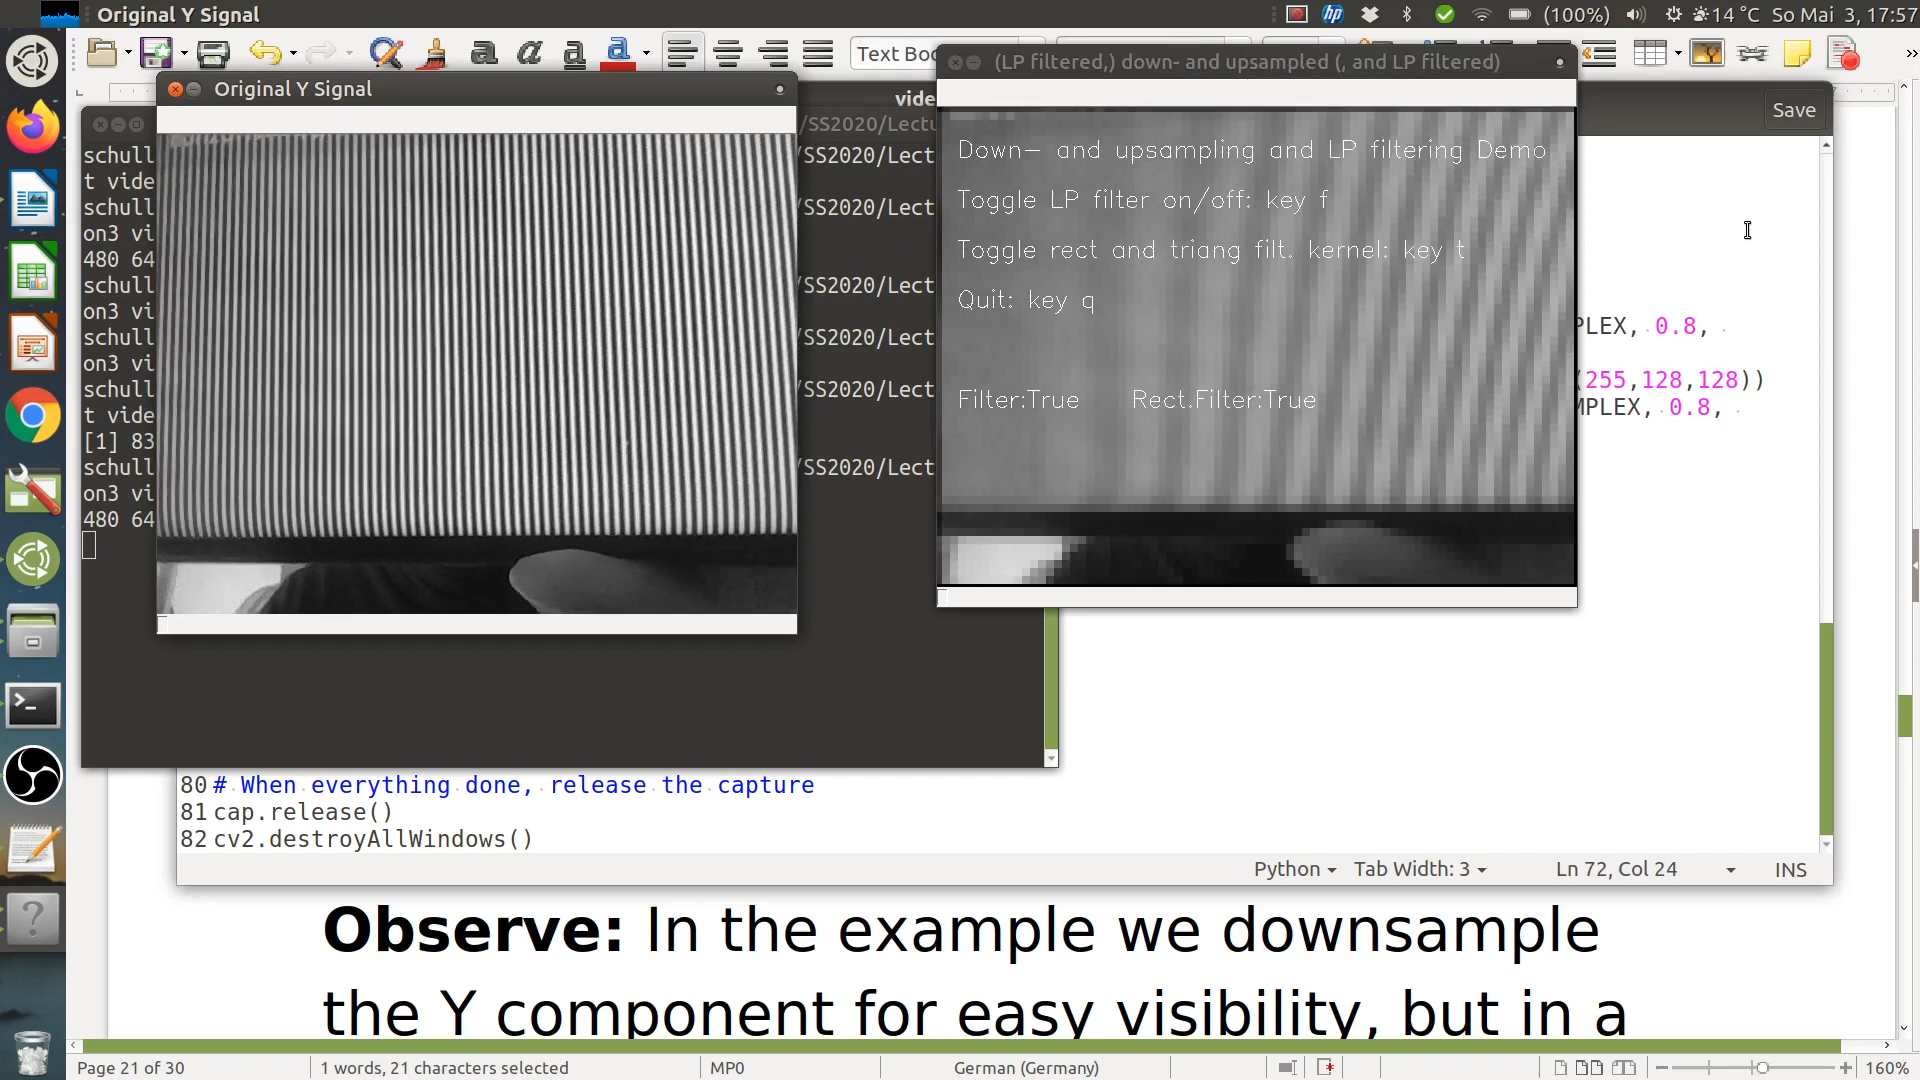 Original Y Signal
(100%)
14 °C
So Mai 3, 17:57
Text Bo
Original Y Signal
(LP filtered,) down- and upsampled (, and LP filtered)
vide
Save
/SS2020/Lectu
schull
/SS2020/Lect
t vide
schull
/SS2020/Lect
on3 vi
480 64
schull
/SS2020/Lect
on3 vi
schull
/SS2020/Lect
on3 vi
schull
/SS2020/Lect
t vide
[1] 83
schull
/SS2020/Lect
on3 vi
480 64
Down- and upsampling and LP filtering Demo
Toggle LP filter on/off: key f
Toggle rect and triang filt. kernel: key t
Quit: key q
Filter:True Rect.Filter:True
PLEX, 0.8,
(255,128,128))
MPLEX, 0.8,
80 # When everything done, release the capture
81 cap.release()
82 cv2.destroyAllWindows()
Python
Tab Width: 3
Ln 72, Col 24
INS
Observe: In the example we downsample
the Y component for easy visibility, but in a
Page 21 of 30
1 words, 21 characters selected
MP0
German (Germany)
160%